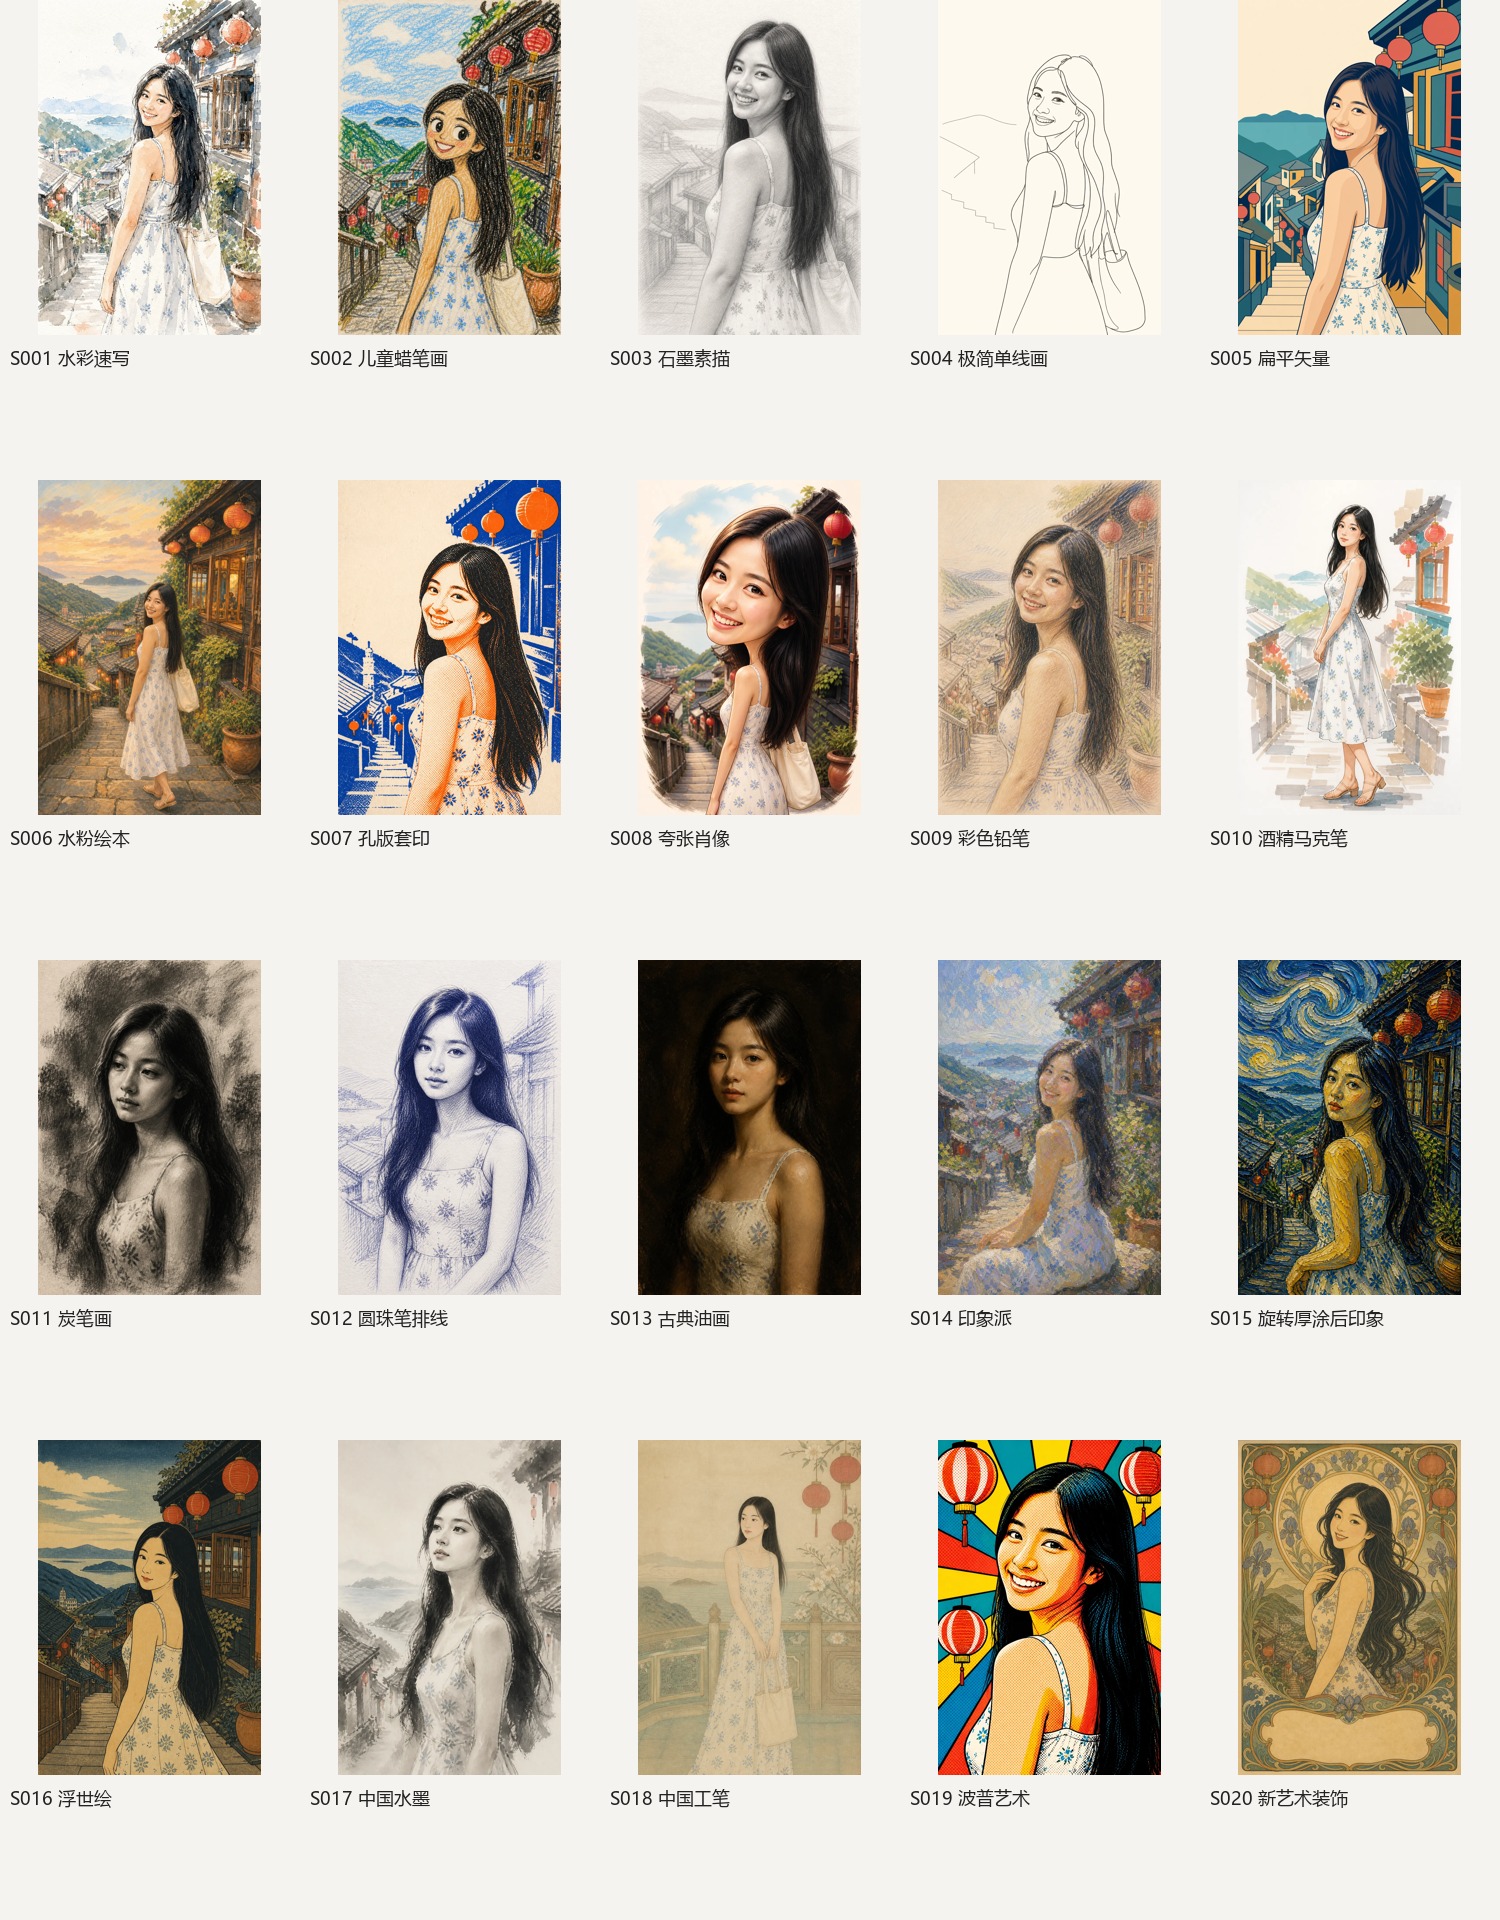 S001 水彩速写
S002 儿童蜡笔画
S003 石墨素描
S004 极简单线画
S005 扁平矢量
S006 水粉绘本
S007 孔版套印
S008 夸张肖像
S009 彩色铅笔
S010 酒精马克笔
S011 炭笔画
S012 圆珠笔排线
S013 古典油画
S014 印象派
S015 旋转厚涂后印象
S016 浮世绘
S017 中国水墨
S018 中国工笔
S019 波普艺术
S020 新艺术装饰